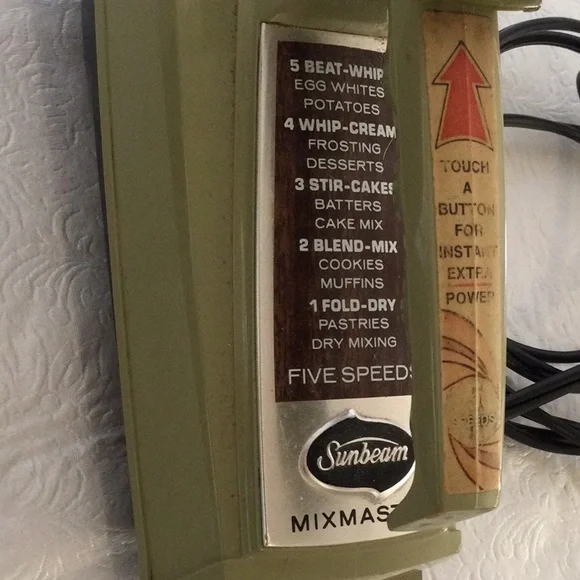 5 BEAT-WHIP
EGG WHITES
POTATOES
4 WHIP-CREAM
FROSTING
DESSERTS
3 STIR-CAKES
BATTERS
CAKE MIX
2 BLEND-MIX
COOKIES
MUFFINS
1 FOLD-DRY
PASTRIES
DRY MIXING
FIVE SPEEDS
Sunbeam
MIXMAST
TOUCH
A
BUTTON
FOR
INSTANT
EXTRA
POWER
SPEEDS